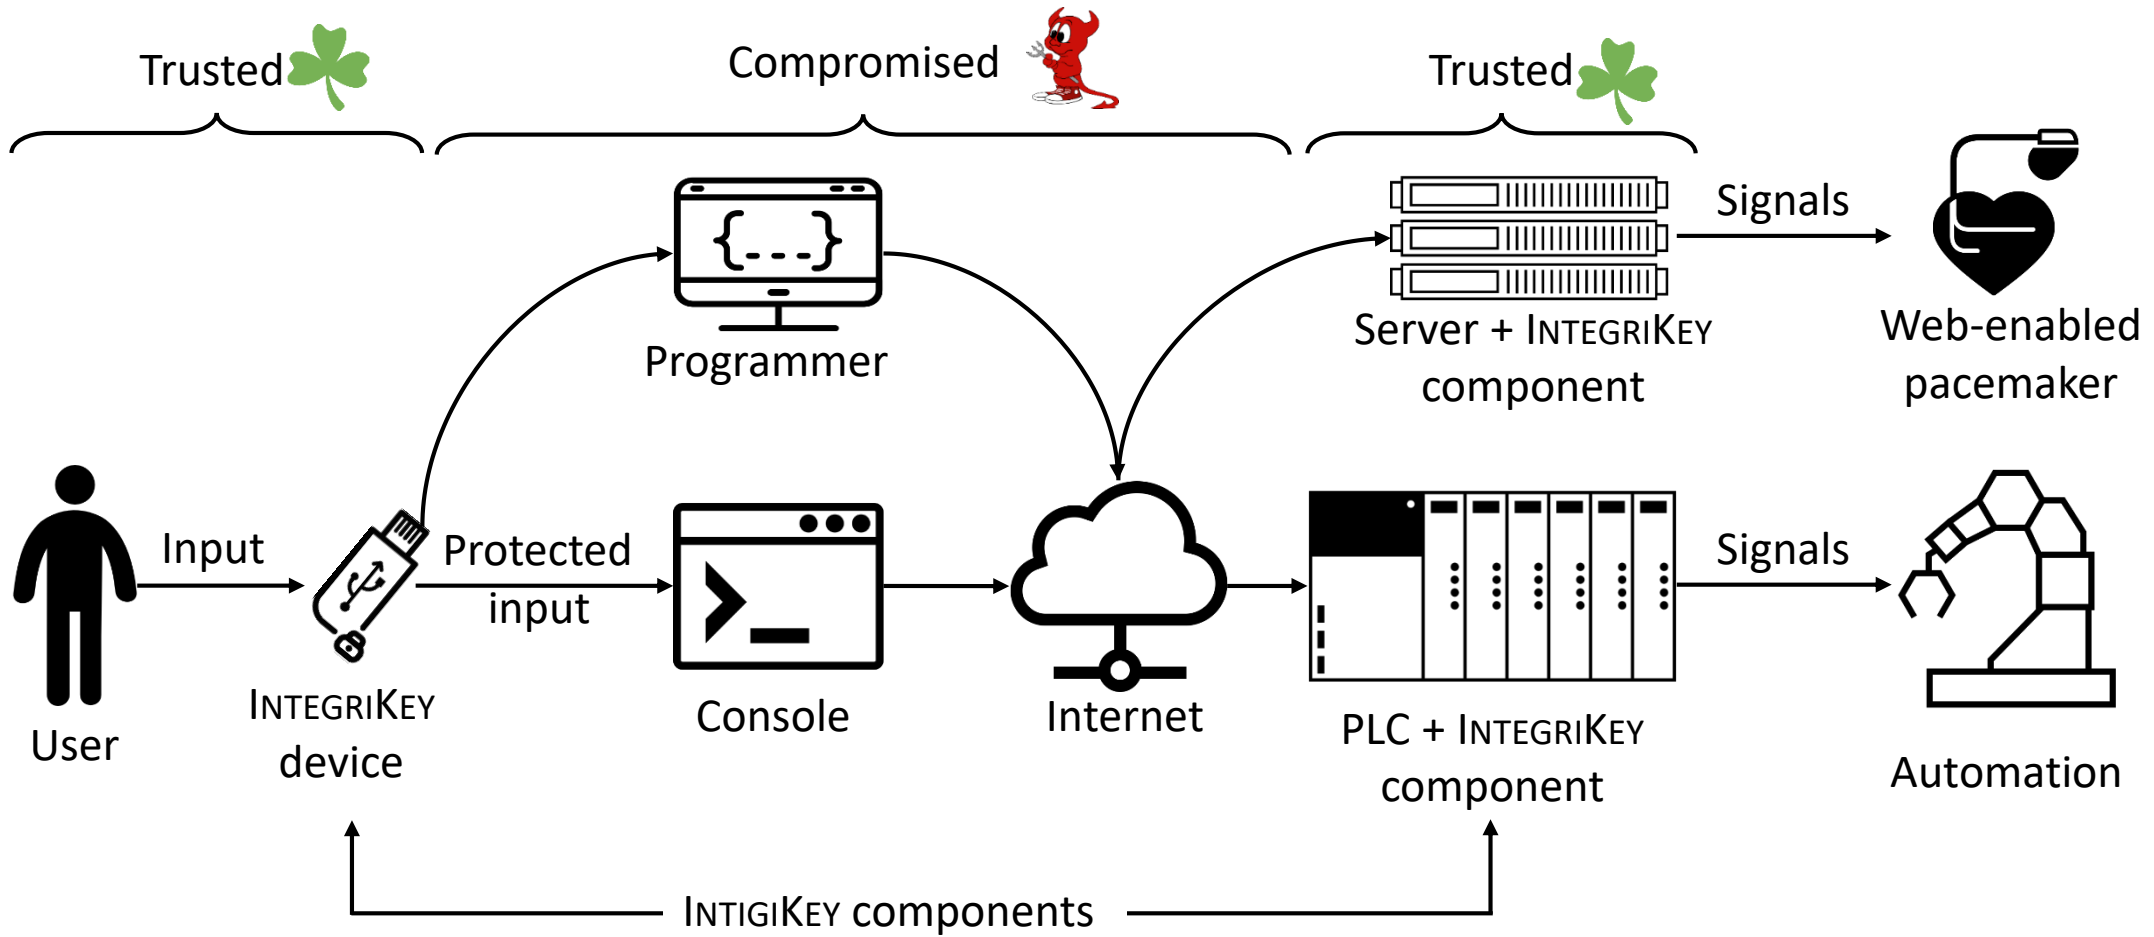 Trusted
Compromised
Trusted
Programmer
Server + INTEGRIKEY
component
Signals
Web-enabled
pacemaker
User
Input
INTEGRIKEY
device
Protected
input
Console
Internet
PLC + INTEGRIKEY
component
Signals
Automation
INTIGIKEY components